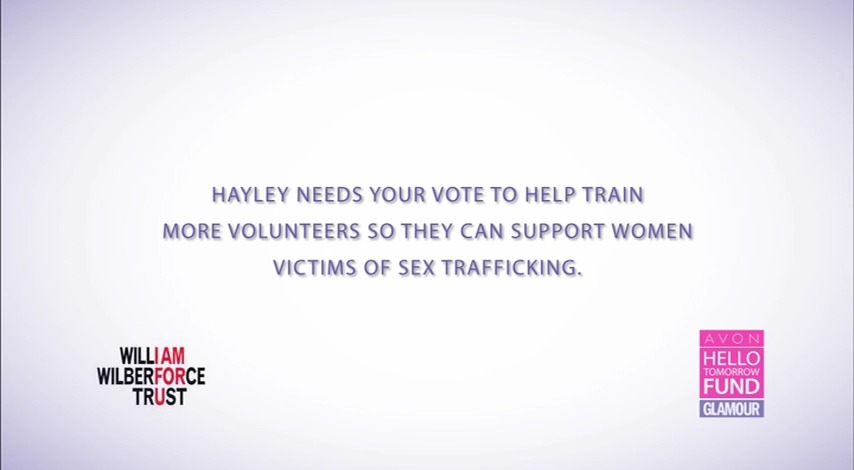 HAYLEY NEEDS YOUR VOTE TO HELP TRAIN
MORE VOLUNTEERS SO THEY CAN SUPPORT WOMEN
VICTIMS OF SEX TRAFFICKING.
WILLIAM
WILBERFORCE
TRUST
AVON
HELLO
TOMORROW
FUND
GLAMOUR